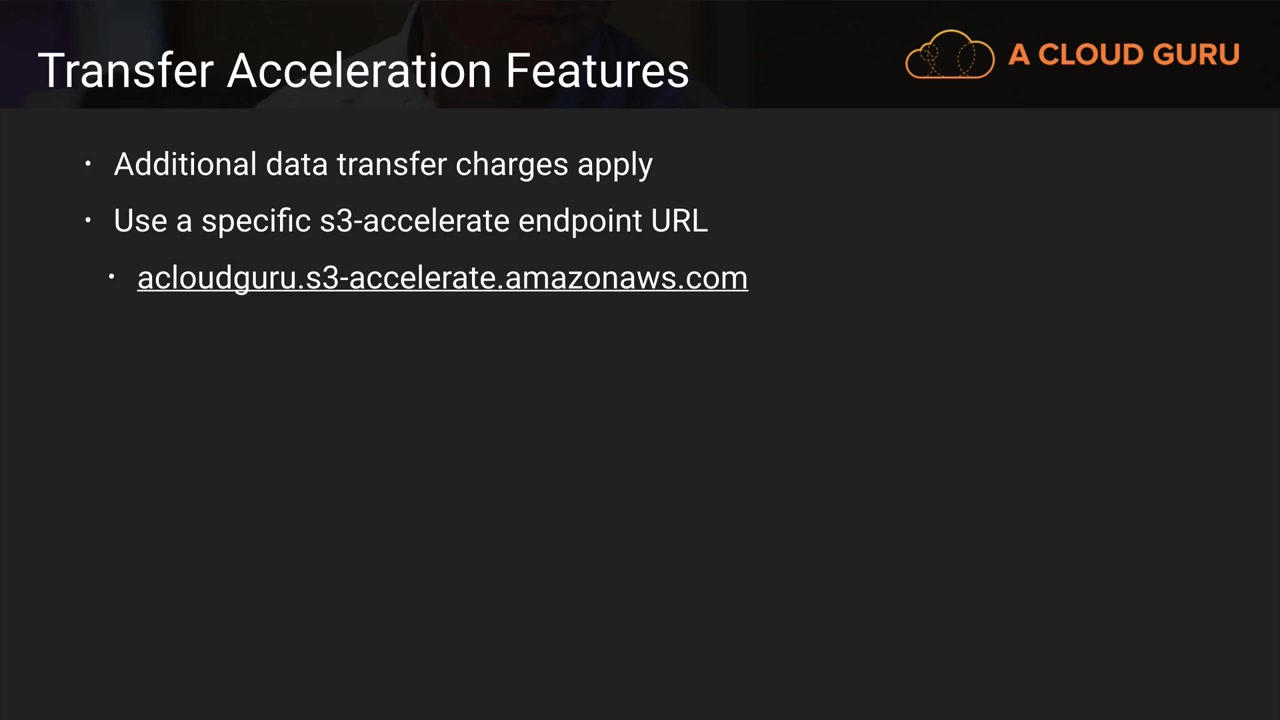 Transfer Acceleration Features
A CLOUD GURU
• Additional data transfer charges apply
• Use a specific s3-accelerate endpoint URL
• acloudguru.s3-accelerate.amazonaws.com